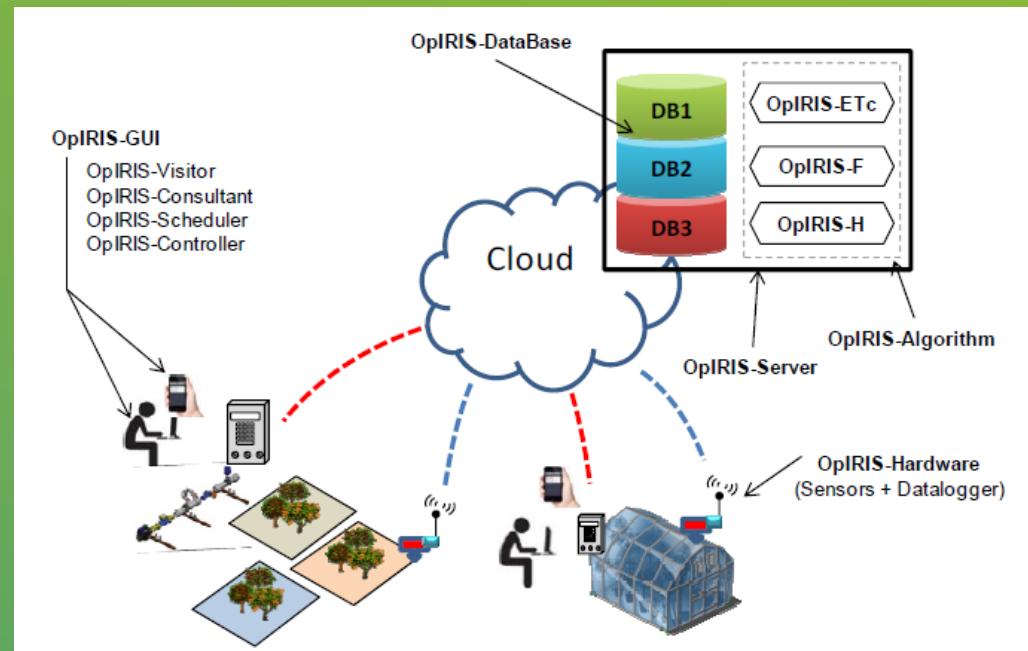 OpIRIS-DataBase
DB1
DB2
DB3
OpIRIS-ETc
OpIRIS-F
OpIRIS-H
OpIRIS-GUI
OpIRIS-Visitor
OpIRIS-Consultant
OpIRIS-Scheduler
OpIRIS-Controller
Cloud
OpIRIS-Algorithm
OpIRIS-Server
OpIRIS-Hardware
(Sensors + Datalogger)